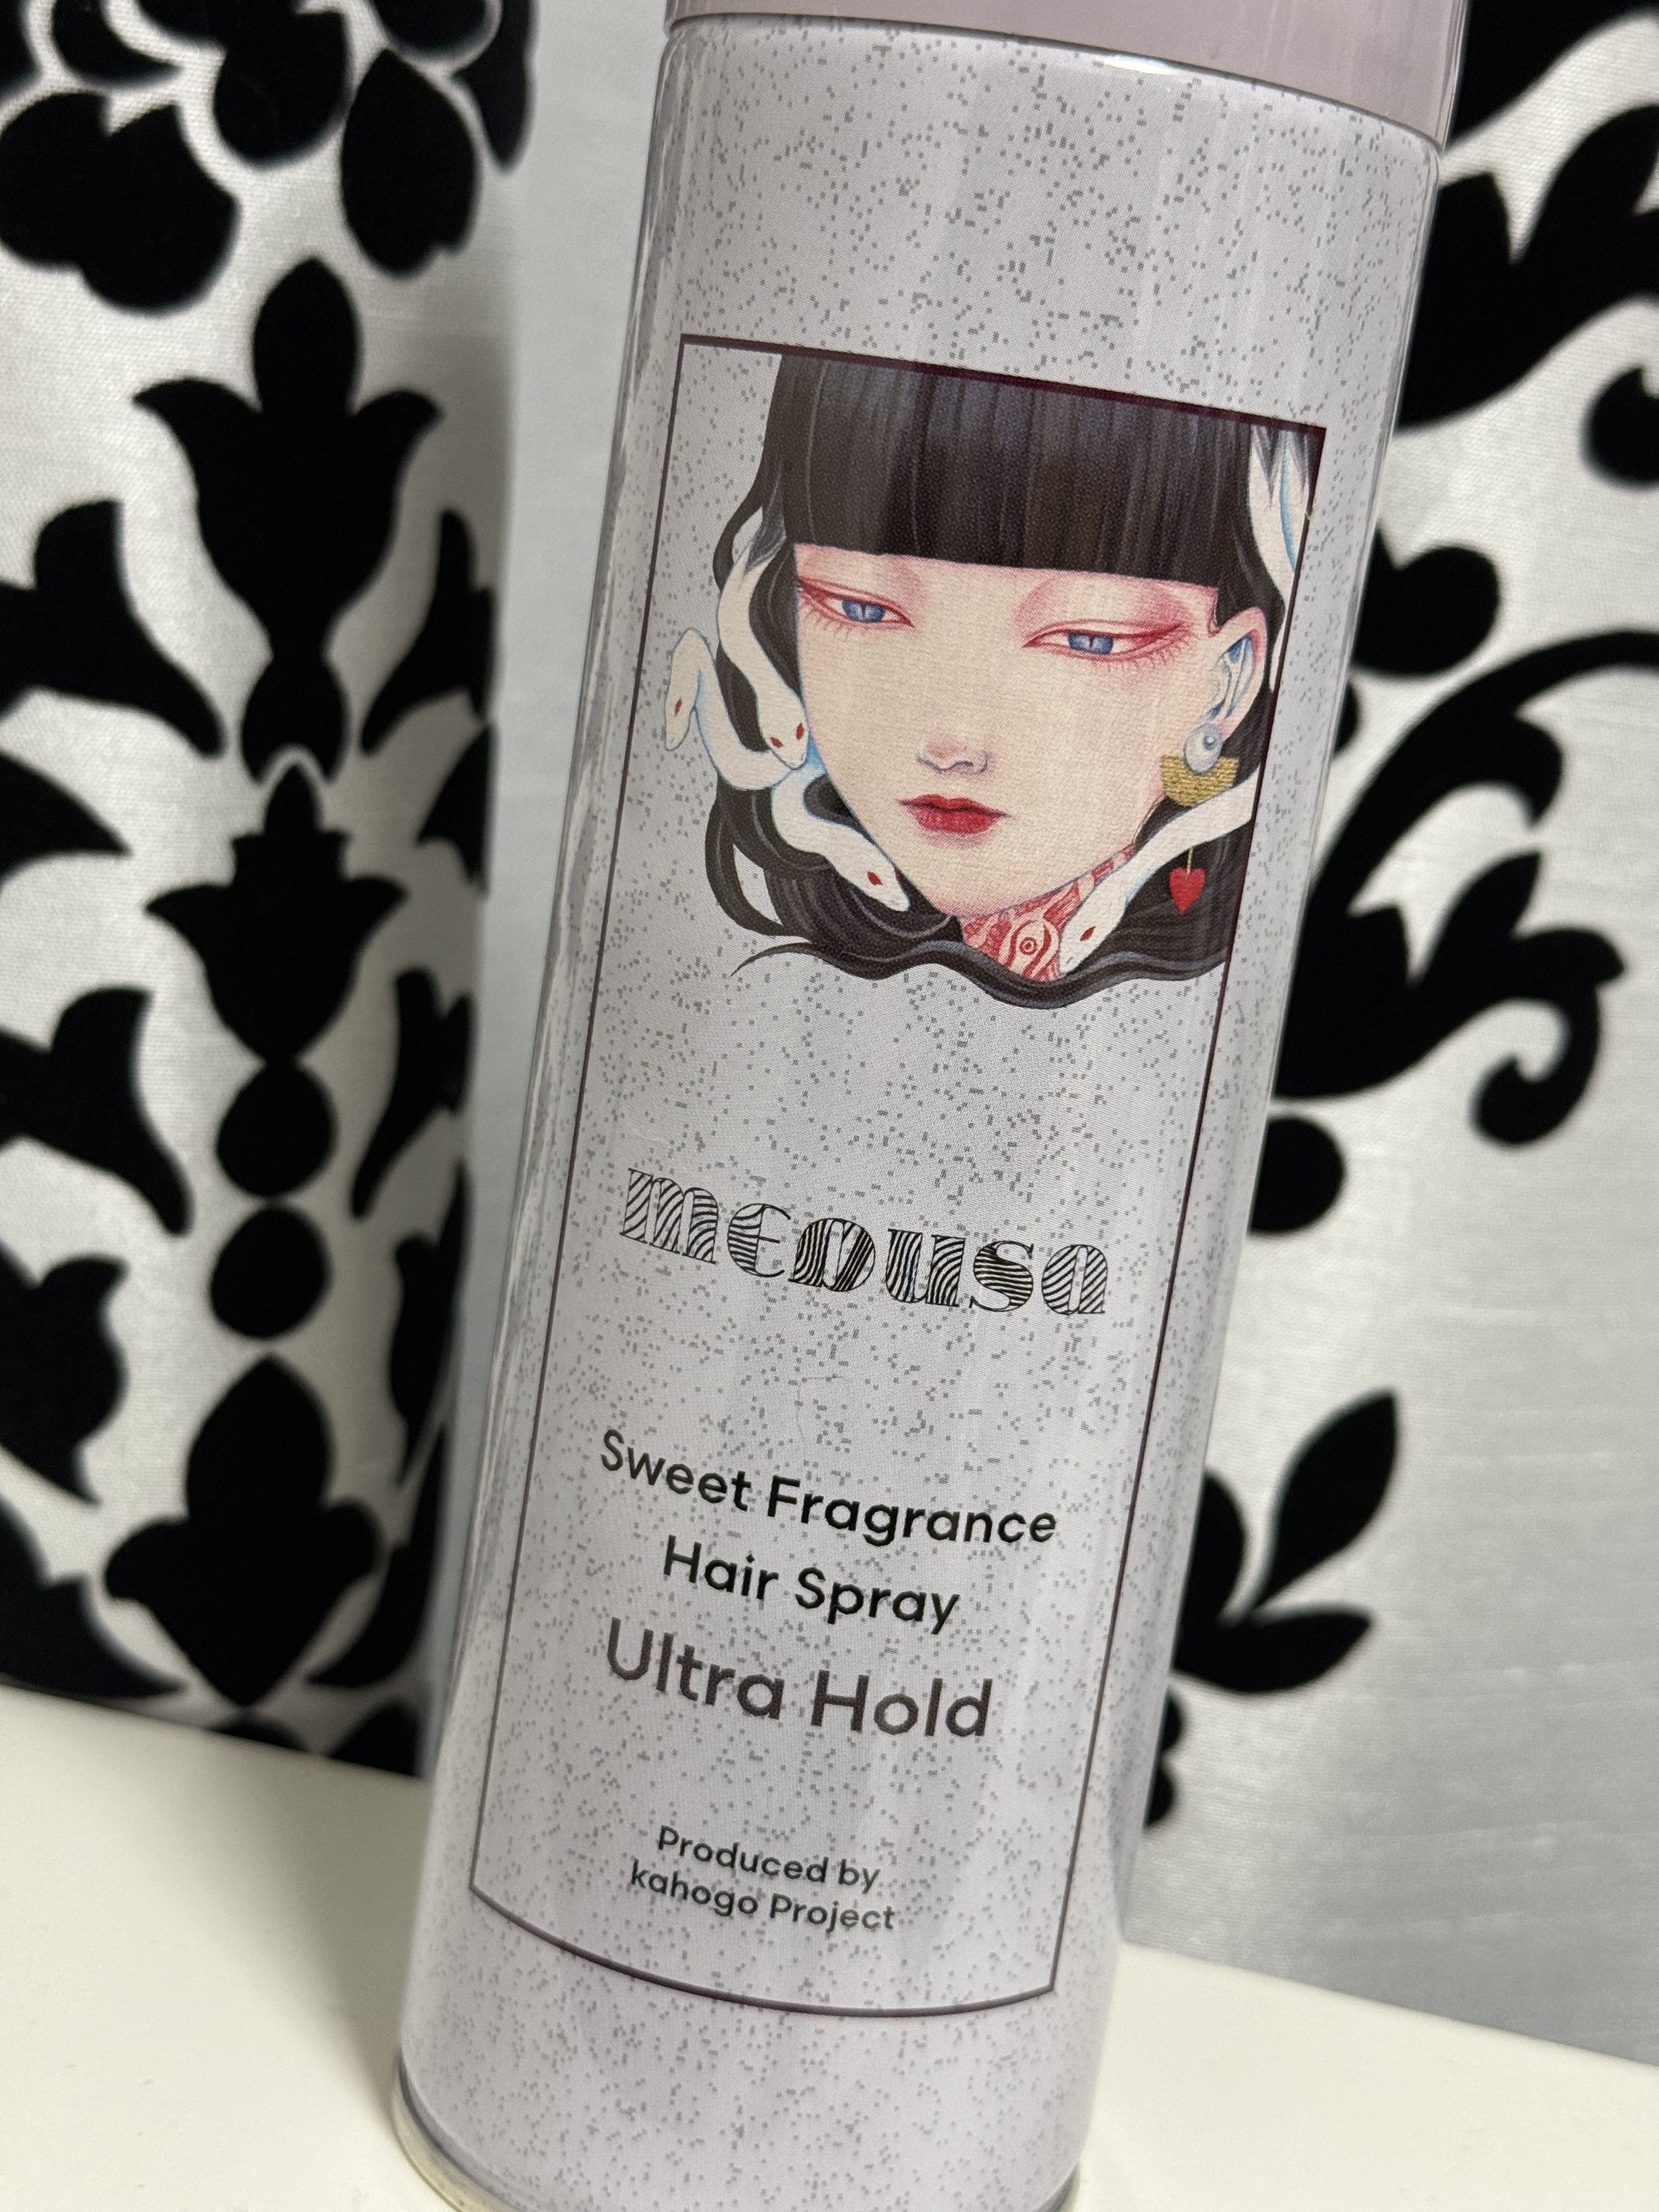 medusa
Sweet Fragrance
Hair Spray
Ultra Hold
Produced by
kahogo Project